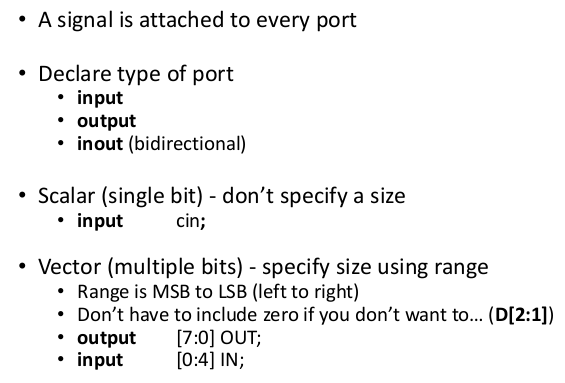 • A signal is attached to every port
• Declare type of port
• input
• output
• inout (bidirectional)
• Scalar (single bit) - don't specify a size
• input cin;
• Vector (multiple bits) - specify size using range
• Range is MSB to LSB (left to right)
• Don't have to include zero if you don't want to… (D[2:1])
• output [7:0] OUT;
• input [0:4] IN;